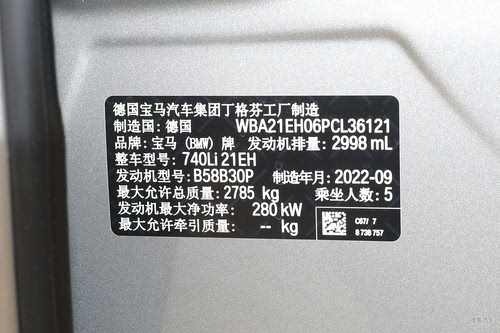 德国宝马汽车集团丁格芬工厂制造
制造国: 德国 WBA21EH06PCL36121
品牌: 宝马 (BMW) 牌 发动机排量: 2998 mL
整车型号: 740Li 21EH
发动机型号: B58B30P 制造年月: 2022-09
最大允许总质量: 2785 kg 乘坐人数: 5
发动机最大净功率: 280 kW
最大允许牵引质量: -- kg
C67/ 7
8 736 757